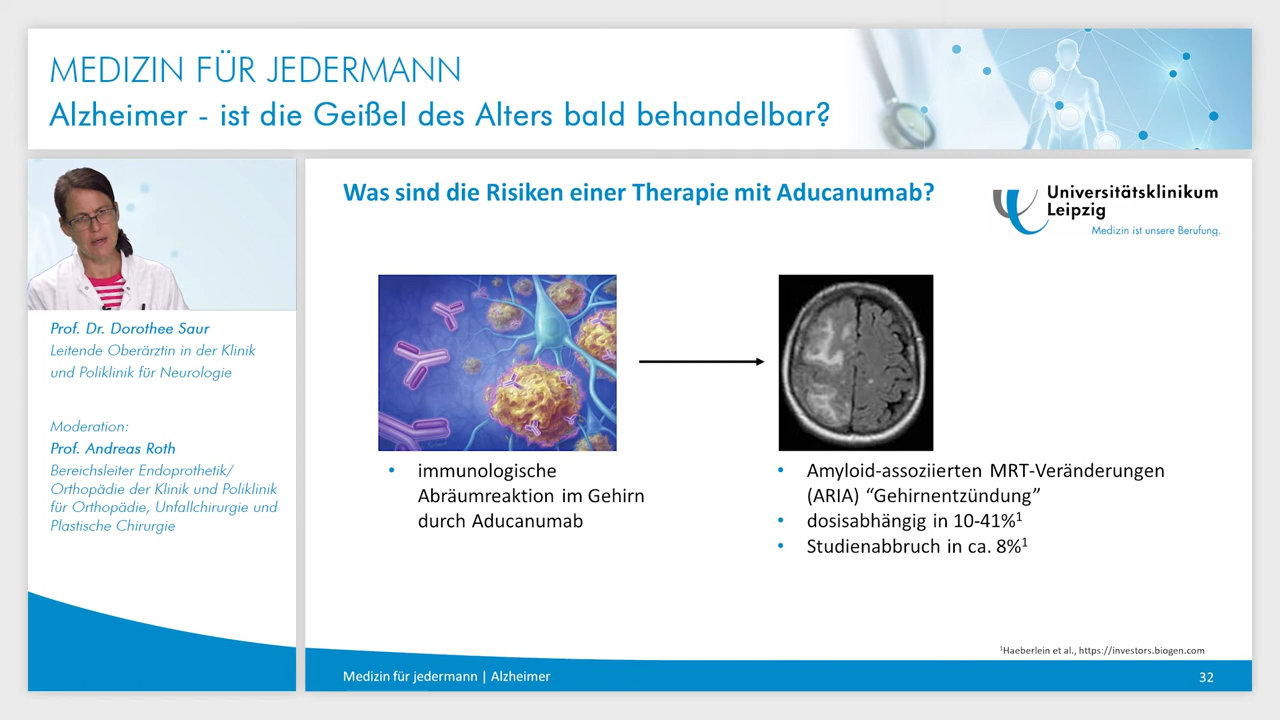 MEDIZIN FÜR JEDERMANN
Alzheimer - ist die Geißel des Alters bald behandelbar?
Prof. Dr. Dorothee Saur
Leitende Oberärztin in der Klinik
und Poliklinik für Neurologie
Moderation:
Prof. Andreas Roth
Bereichsleiter Endoprothetik/
Orthopädie der Klinik und Poliklinik
für Orthopädie, Unfallchirurgie und
Plastische Chirurgie
Was sind die Risiken einer Therapie mit Aducanumab?
Universitätsklinikum
Leipzig
Medizin ist unsere Berufung.
• immunologische
Abräumreaktion im Gehirn
durch Aducanumab
• Amyloid-assoziierten MRT-Veränderungen
(ARIA) “Gehirnentzündung”
• dosisabhängig in 10-41%¹
• Studienabbruch in ca. 8%¹
¹Haeberlein et al., https://investors.biogen.com
Medizin für jedermann | Alzheimer
32